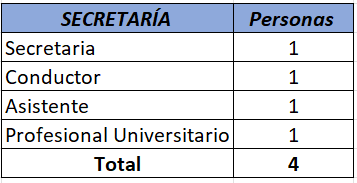 SECRETARÍA Personas
Secretaria 1
Conductor 1
Asistente 1
Profesional Universitario 1
Total 4